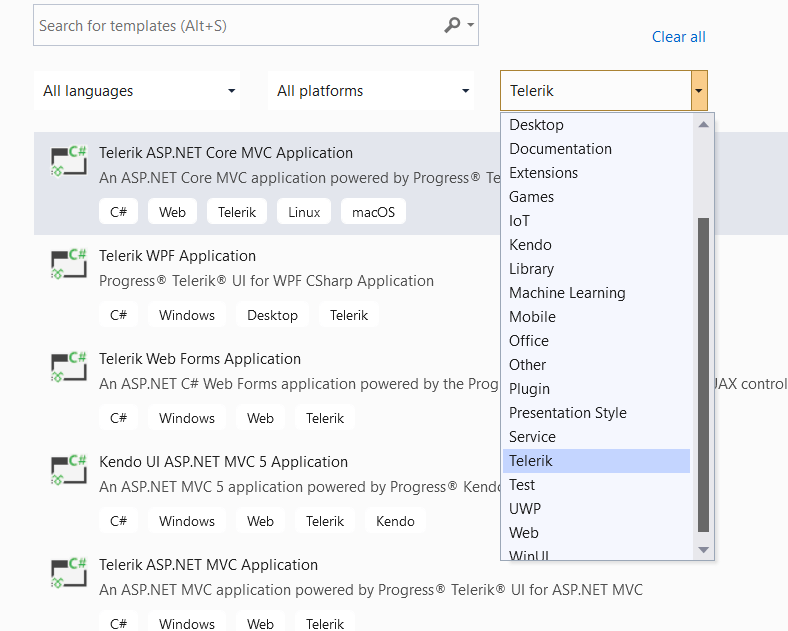 Search for templates (Alt+S)
Clear all
All languages
All platforms
Telerik
Desktop
Documentation
Extensions
Games
IoT
Kendo
Library
Machine Learning
Mobile
Office
Other
Plugin
Presentation Style
Service
Telerik
Test
UWP
Web
WinUI
C#
Telerik ASP.NET Core MVC Application
An ASP.NET Core MVC application powered by Progress®
C# Web Telerik Linux macOS
C#
Telerik WPF Application
Progress® Telerik® UI for WPF CSharp Application
C# Windows Desktop Telerik
C#
Telerik Web Forms Application
An ASP.NET C# Web Forms application powered by the control
C# Windows Web Telerik
C#
Kendo UI ASP.NET MVC 5 Application
An ASP.NET MVC 5 application powered by Progress® Kendo
C# Windows Web Telerik Kendo
C#
Telerik ASP.NET MVC Application
An ASP.NET MVC application powered by Progress® Telerik® UI for ASP.NET MVC
C# Windows Web Telerik